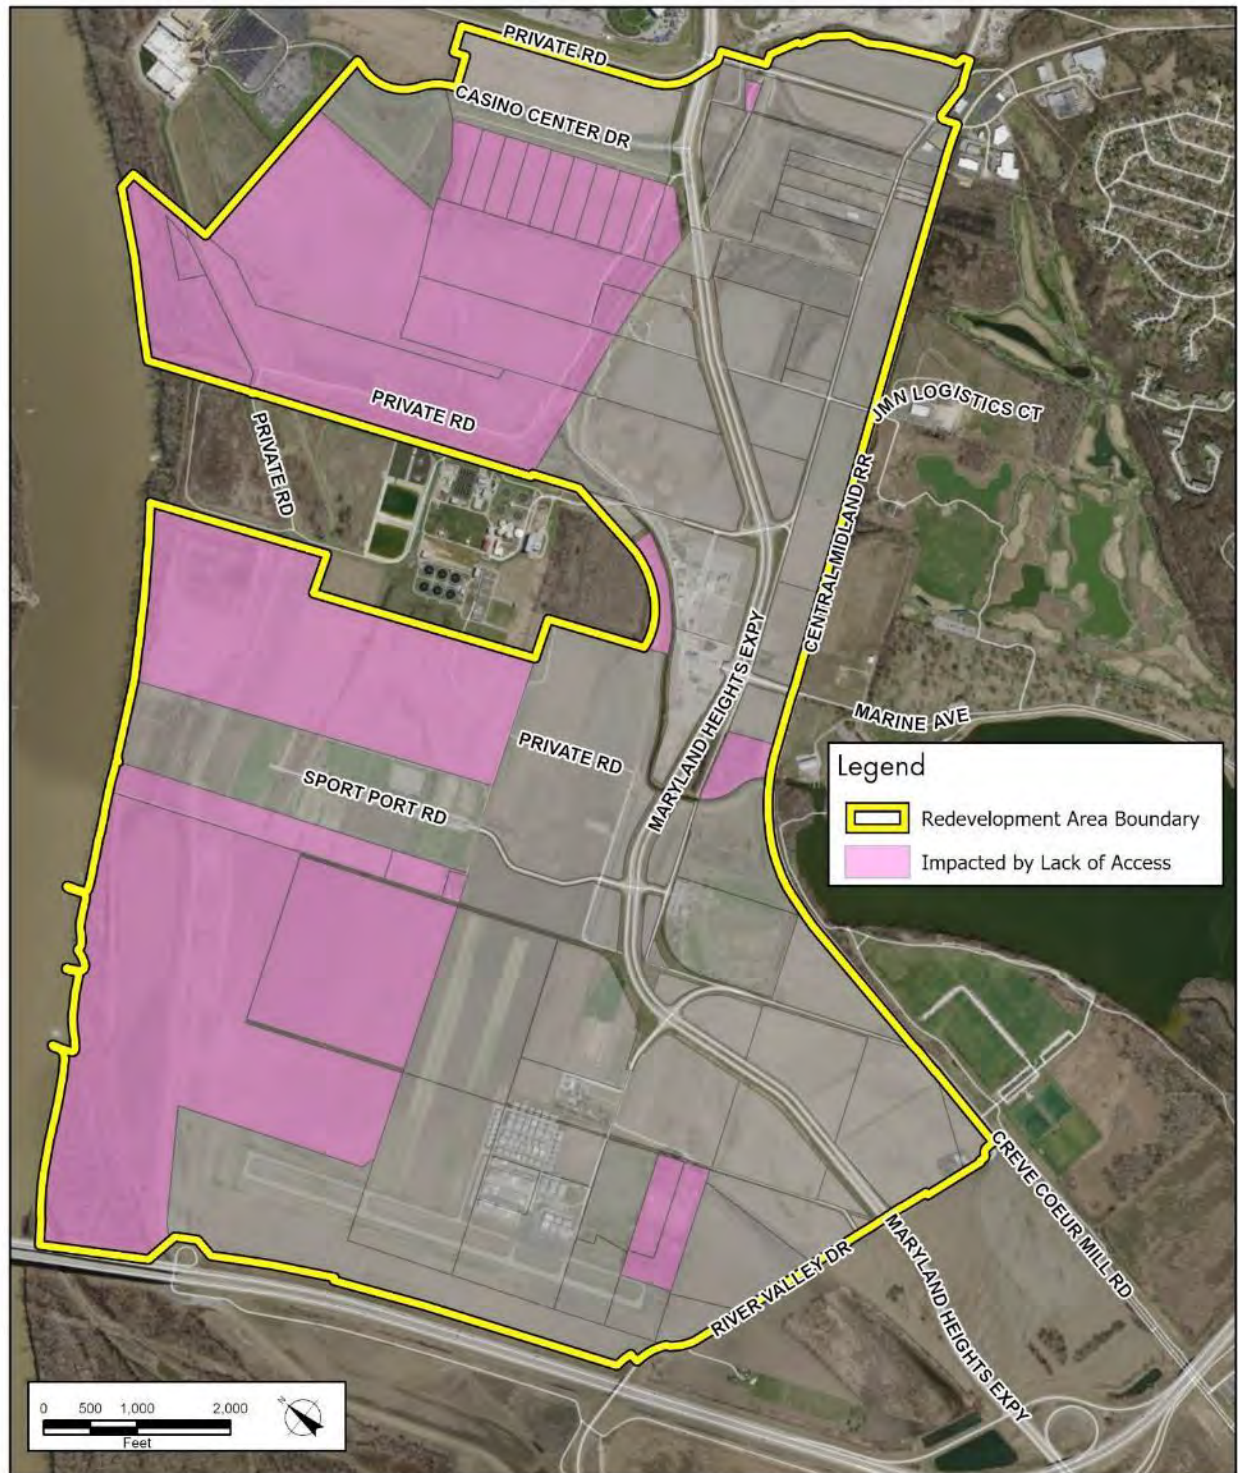 PRIVATE RD
CASINO CENTER DR
PRIVATE RD
JMN LOGISTICS CT
PRIVATE RD
CENTRAL MIDLAND RR
MARYLAND HEIGHTS EXPY
MARINE AVE
PRIVATE RD
SPORT PORT RD
Legend
Redevelopment Area Boundary
Impacted by Lack of Access
CREVE COEUR MILL RD
RIVER VALLEY DR
MARYLAND HEIGHTS EXPY
0 500 1,000 2,000
Feet
N